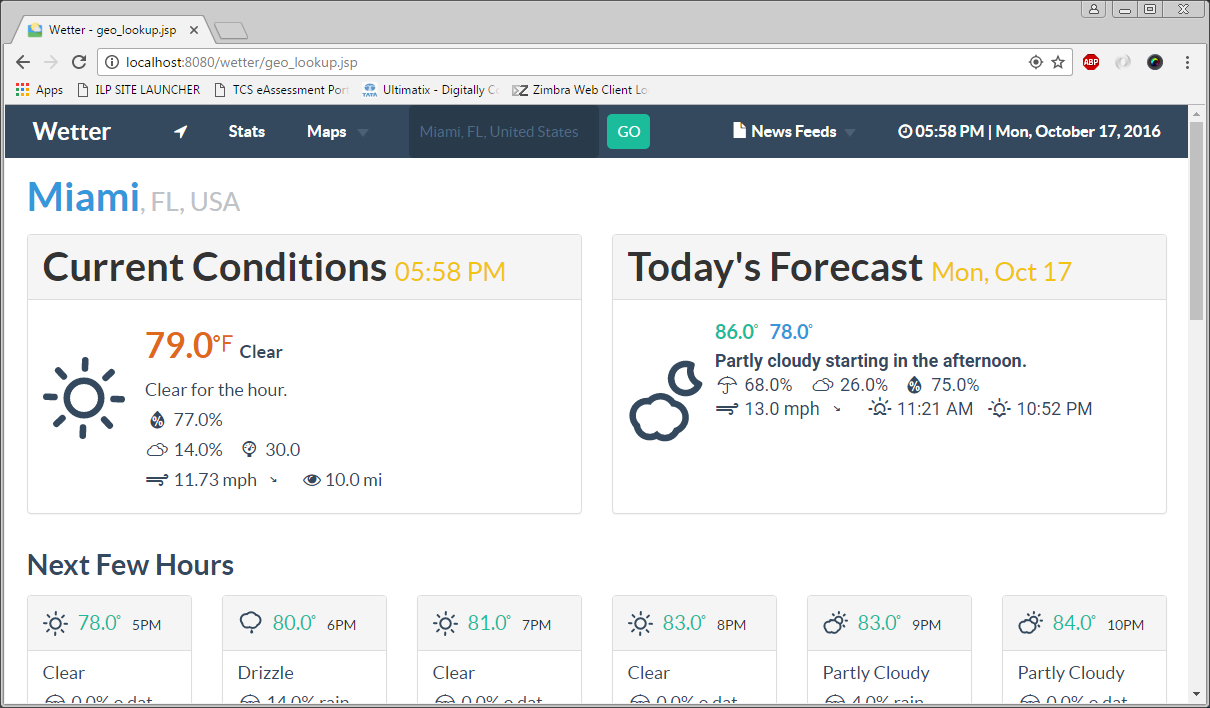 Wetter - geo_lookup.jsp
localhost:8080/wetter/geo_lookup.jsp
ABP
Apps ILP SITE LAUNCHER TCS eAssessment Port TATA Ultimatix - Digitally Co Zimbra Web Client Lo
Wetter Stats Maps Miami, FL, United States GO News Feeds 05:58 PM | Mon, October 17, 2016
Miami, FL, USA
Current Conditions 05:58 PM
79.0°F Clear
Clear for the hour.
% 77.0%
14.0% 30.0
11.73 mph 10.0 mi
Today's Forecast Mon, Oct 17
86.0° 78.0°
Partly cloudy starting in the afternoon.
68.0% 26.0% % 75.0%
13.0 mph 11:21 AM 10:52 PM
Next Few Hours
78.0° 5PM
Clear
80.0° 6PM
Drizzle
81.0° 7PM
Clear
83.0° 8PM
Clear
83.0° 9PM
Partly Cloudy
84.0° 10PM
Partly Cloudy